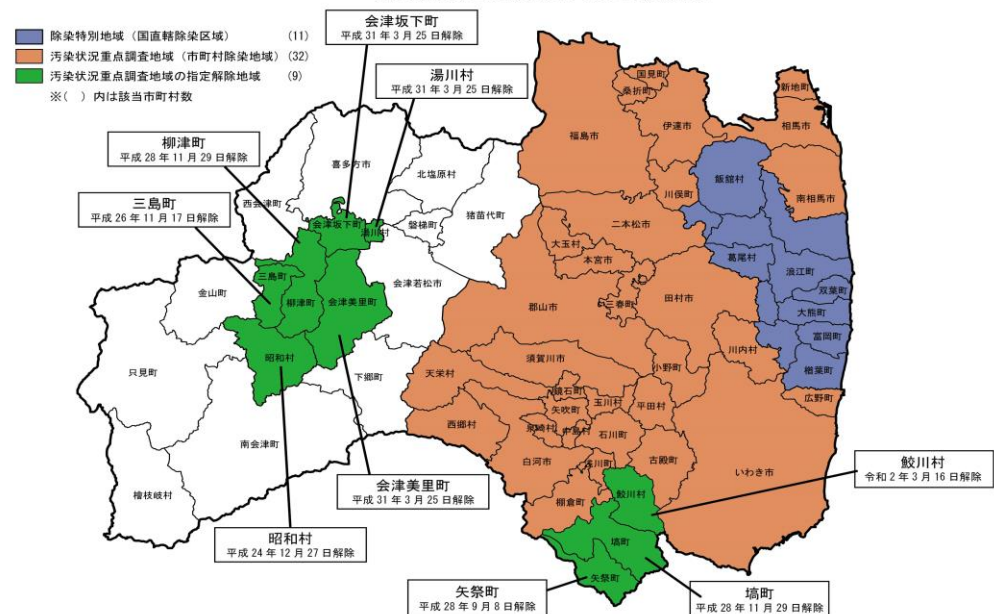 除染特別地域（国直轄除染区域） (11)
汚染状況重点調査地域（市町村除染地域）(32)
汚染状況重点調査地域の指定解除地域 (9)
※( ）内は該当市町村数
会津坂下町
平成 31 年 3 月 25 日解除
湯川村
平成 31 年 3 月 25 日解除
柳津町
平成 28 年 11 月 29 日解除
三島町
平成 26 年 11 月 17 日解除
国見町
桑折町
新地町
福島市
伊達市
相馬市
喜多方市
北塩原村
西会津町
猪苗代町
飯舘村
川俣町
南相馬市
会津坂下町
湯川村
磐梯町
二本松市
大玉村
本宮市
葛尾村
浪江町
双葉町
三島町
会津若松市
金山町
柳津町
会津美里町
郡山市
三春町
田村市
大熊町
富岡町
昭和村
川内村
楢葉町
只見町
下郷町
天栄村
須賀川市
小野町
広野町
鏡石町
玉川村
平田村
西郷村
矢吹町
泉崎村
中島村
石川町
南会津町
白河市
浅川町
古殿町
いわき市
檜枝岐村
棚倉町
鮫川村
塙町
矢祭町
会津美里町
平成 31 年 3 月 25 日解除
鮫川村
令和 2 年 3 月 16 日解除
昭和村
平成 24 年 12 月 27 日解除
矢祭町
平成 28 年 9 月 8 日解除
塙町
平成 28 年 11 月 29 日解除